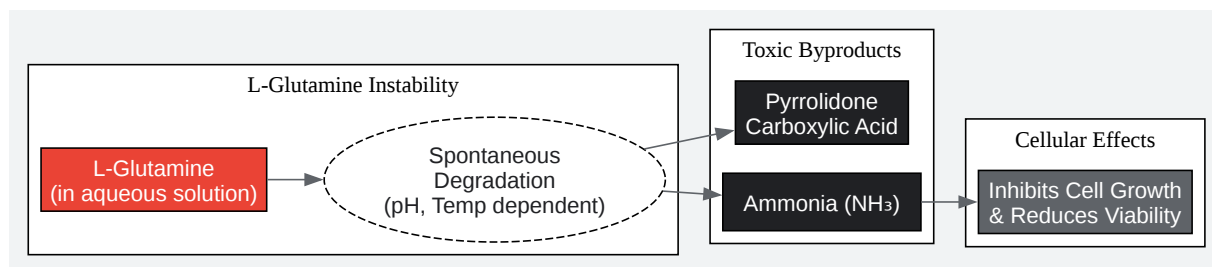 L-Glutamine Instability
L-Glutamine
(in aqueous solution)
Spontaneous
Degradation
(pH, Temp dependent)
Toxic Byproducts
Pyrrolidone
Carboxylic Acid
Ammonia (NH₃)
Cellular Effects
Inhibits Cell Growth
& Reduces Viability